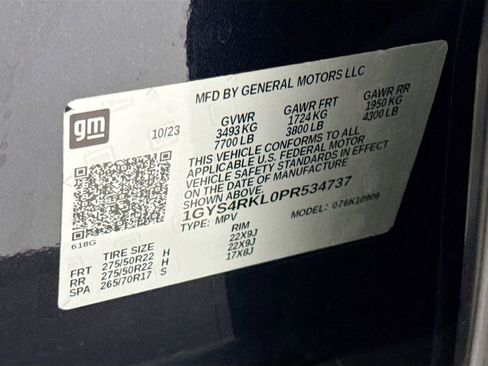 MFD BY GENERAL MOTORS LLC
gm
10/23
GVWR GAWR FRT GAWR RR
3493 KG 1724 KG 1950 KG
7700 LB 3800 LB 4300 LB
THIS VEHICLE CONFORMS TO ALL
APPLICABLE U.S. FEDERAL MOTOR
VEHICLE SAFETY STANDARDS IN EFFECT
ON THE DATE OF MANUFACTURE SHOWN ABOVE.
1GYS4RKL0PR534737
TYPE: MPV MODEL: 076K10906
618G
TIRE SIZE RIM
FRT 275/50R22 H 22X9J
RR 275/50R22 H 22X9J
SPA 265/70R17 S 17X8J